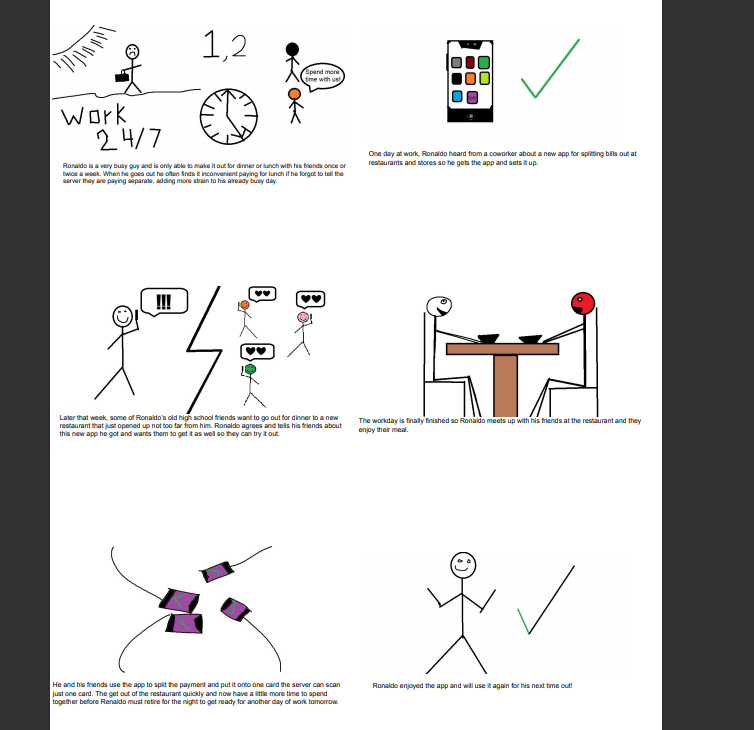 1,2
Spend more
time with us!
Work
24/7
Ronaldo is a very busy guy and is only able to make it out for dinner or lunch with his friends once or
twice a week. When he goes out he often finds it inconvenient paying for lunch if he forgot to tell the
server they are paying separate, adding more strain to his already busy day.
One day at work, Ronaldo heard from a coworker about a new app for splitting bills out at
restaurants and stores so he gets the app and sets it up.
!!!
Later that week, some of Ronaldo's old high school friends want to go out for dinner to a new
restaurant that just opened up not too far from him. Ronaldo agrees and tells his friends about
this new app he got and wants them to get it as well so they can try it out.
The workday is finally finished so Ronaldo meets up with his friends at the restaurant and they
enjoy their meal.
He and his friends use the app to split the payment and put it onto one card the server can scan
just one card. The get out of the restaurant quickly and now have a little more time to spend
together before Renaldo must retire for the night to get ready for another day of work tomorrow.
Ronaldo enjoyed the app and will use it again for his next time out!